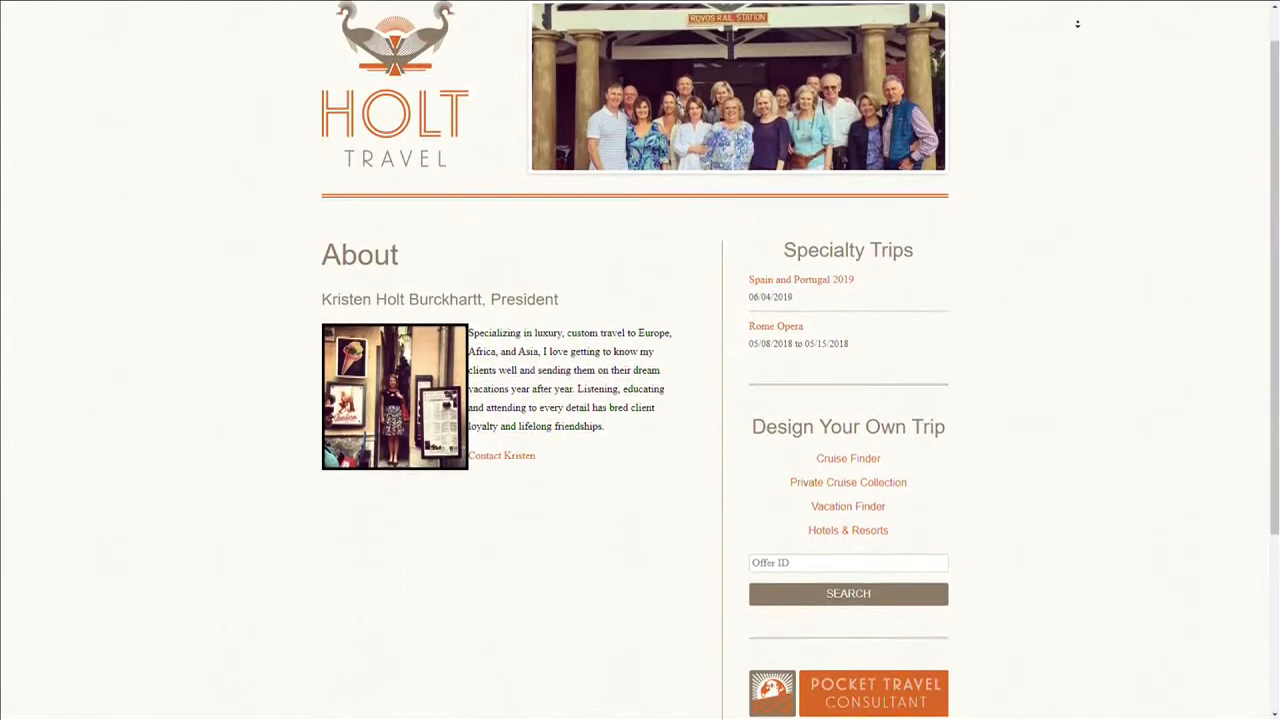 ROVOS RAIL STATION
HOLT
TRAVEL
About
Kristen Holt Burckhartt, President
Specializing in luxury, custom travel to Europe,
Africa, and Asia, I love getting to know my
clients well and sending them on their dream
vacations year after year. Listening, educating
and attending to every detail has bred client
loyalty and lifelong friendships.
Contact Kristen
Specialty Trips
Spain and Portugal 2019
06/04/2019
Rome Opera
05/08/2018 to 05/15/2018
Design Your Own Trip
Cruise Finder
Private Cruise Collection
Vacation Finder
Hotels & Resorts
Offer ID
SEARCH
POCKET TRAVEL
CONSULTANT